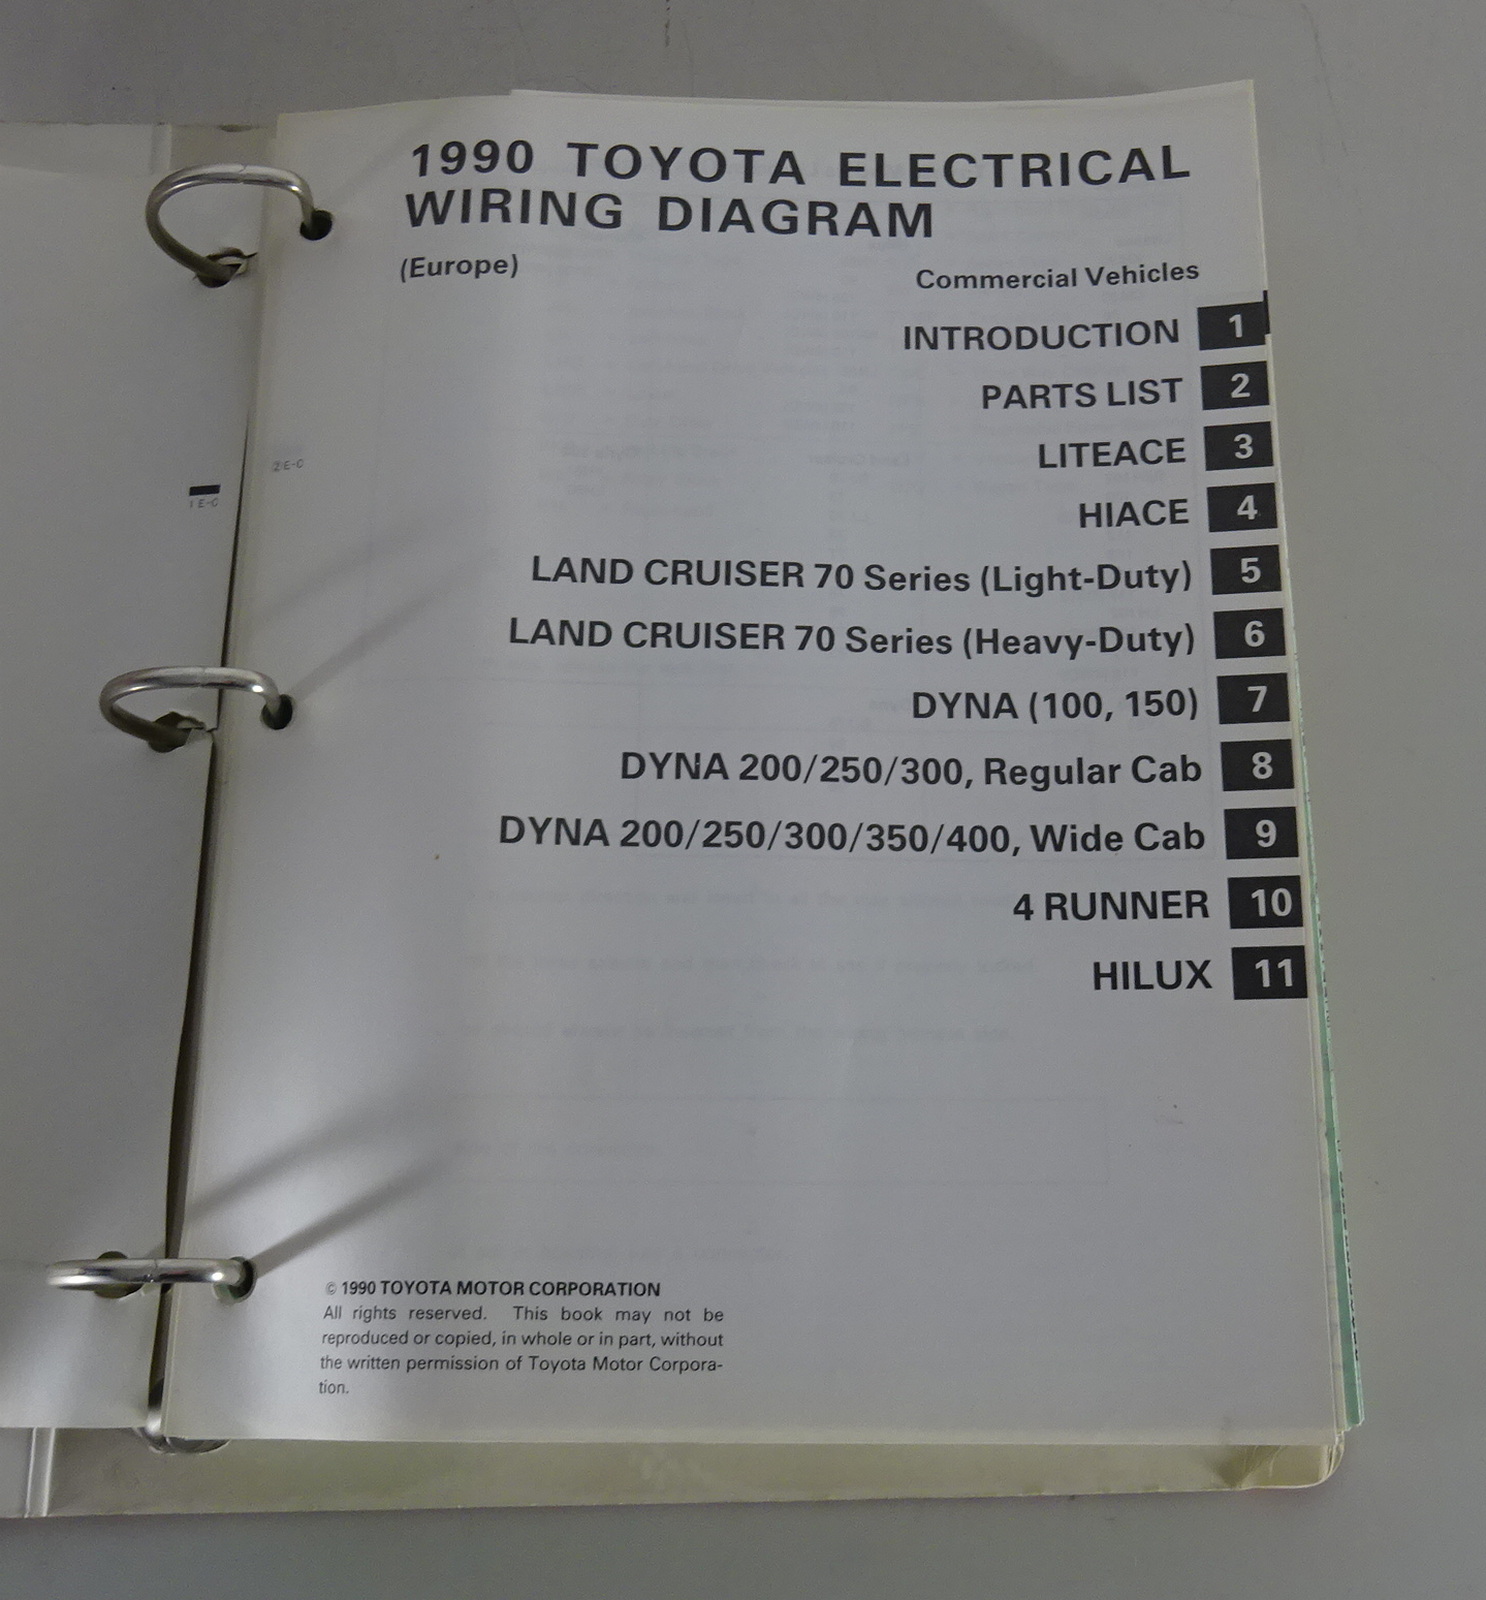 1990 TOYOTA ELECTRICAL
WIRING DIAGRAM
(Europe)
Commercial Vehicles
INTRODUCTION 1
PARTS LIST 2
LITEACE 3
HIACE 4
LAND CRUISER 70 Series (Light-Duty) 5
LAND CRUISER 70 Series (Heavy-Duty) 6
DYNA (100, 150) 7
DYNA 200/250/300, Regular Cab 8
DYNA 200/250/300/350/400, Wide Cab 9
4 RUNNER 10
HILUX 11
②E-C
1 E-C
© 1990 TOYOTA MOTOR CORPORATION
All rights reserved. This book may not be
reproduced or copied, in whole or in part, without
the written permission of Toyota Motor Corpora-
tion.